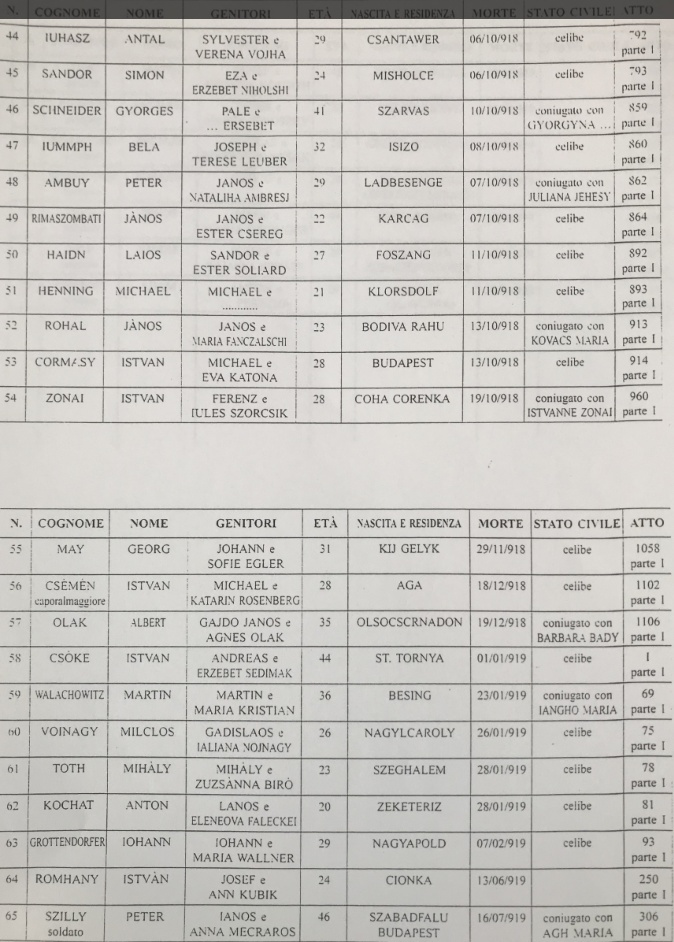 N. COGNOME NOME GENITORI ETÀ NASCITA E RESIDENZA MORTE STATO CIVILE ATTO
44 IUHASZ ANTAL SYLVESTER e 29 CSANTAWER 06/10/918 celibe 792
VERENA VOJHA parte I
45 SANDOR SIMON EZA e 24 MISHOLCE 06/10/918 celibe 793
ERZEBET NIHOLSHI parte I
46 SCHNEIDER GYORGES PALE e 41 SZARVAS 10/10/918 coniugato con 859
... ERSEBET GYORGYNA ... parte I
47 IUMMPH BELA JOSEPH e 32 ISIZO 08/10/918 celibe 860
TERESE LEUBER parte I
48 AMBUY PETER JANOS e 29 LADBESENGE 07/10/918 coniugato con 862
NATALIHA AMBRESJ JULIANA JEHESY parte I
49 RIMASZOMBATI JÀNOS JANOS e 22 KARCAG 07/10/918 celibe 864
ESTER CSEREG parte I
50 HAIDN LAIOS SANDOR e 27 FOSZANG 11/10/918 celibe 892
ESTER SOLIARD parte I
51 HENNING MICHAEL MICHAEL e 21 KLORSDOLF 11/10/918 celibe 893
............ parte I
52 ROHAL JÀNOS JANOS e 23 BODIVA RAHU 13/10/918 coniugato con 913
MARIA FANCZALSCHI KOVACS MARIA parte I
53 CORMASY ISTVAN MICHAEL e 28 BUDAPEST 13/10/918 celibe 914
EVA KATONA parte I
54 ZONAI ISTVAN FERENZ e 28 COHA CORENKA 19/10/918 coniugato con 960
IULES SZORCSIK ISTVANNE ZONAI parte I
N. COGNOME NOME GENITORI ETÀ NASCITA E RESIDENZA MORTE STATO CIVILE ATTO
55 MAY GEORG JOHANN e 31 KIJ GELYK 29/11/918 celibe 1058
SOFIE EGLER parte I
56 CSÉMÉN ISTVAN MICHAEL e 28 AGA 18/12/918 celibe 1102
caporalmaggiore KATARIN ROSENBERG parte I
57 OLAK ALBERT GAJDO JANOS e 35 OLSOCSCRNADON 19/12/918 coniugato con 1106
AGNES OLAK BARBARA BADY parte I
58 CSÖKE ISTVAN ANDREAS e 44 ST. TORNYA 01/01/919 celibe 1
ERZEBET SEDIMAK parte I
59 WALACHOWITZ MARTIN MARTIN e 36 BESING 23/01/919 coniugato con 69
MARIA KRISTIAN IANGHO MARIA parte I
60 VOINAGY MILCLOS GADISLAOS e 26 NAGYLCAROLY 26/01/919 celibe 75
IALIANA NOJNAGY parte I
61 TOTH MIHÀLY MIHÀLY e 23 SZEGHALEM 28/01/919 celibe 78
ZUZSÀNNA BIRÒ parte I
62 KOCHAT ANTON LANOS e 20 ZEKETERIZ 28/01/919 celibe 81
ELENEOVA FALECKEI parte I
63 GROTTENDORFER IOHANN IOHANN e 29 NAGYAPOLD 07/02/919 celibe 93
MARIA WALLNER parte I
64 ROMHANY ISTVÀN JOSEF e 24 CIONKA 13/06/919 250
ANN KUBIK parte I
65 SZILLY PETER IANOS e 46 SZABADFALU 16/07/919 coniugato con 306
soldato ANNA MECRAROS BUDAPEST AGH MARIA parte I